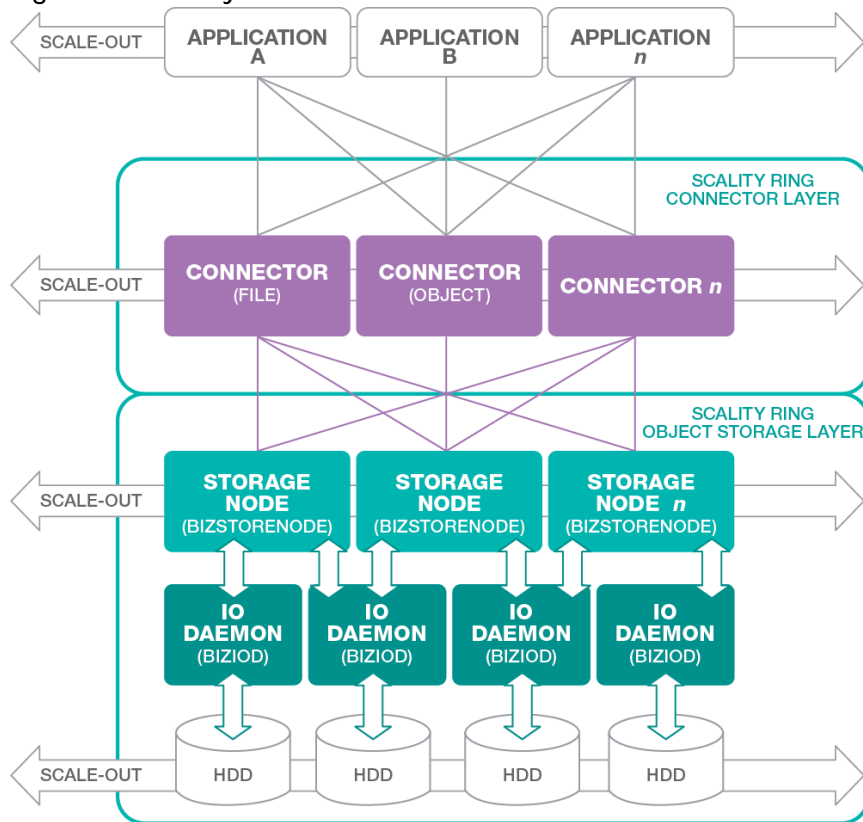 SCALE-OUT
APPLICATION
A
APPLICATION
B
APPLICATION
n
SCALITY RING
CONNECTOR LAYER
SCALE-OUT
CONNECTOR
(FILE)
CONNECTOR
(OBJECT)
CONNECTOR n
SCALITY RING
OBJECT STORAGE LAYER
SCALE-OUT
STORAGE
NODE
(BIZSTORENODE)
STORAGE
NODE
(BIZSTORENODE)
STORAGE
NODE n
(BIZSTORENODE)
IO
DAEMON
(BIZIOD)
IO
DAEMON
(BIZIOD)
IO
DAEMON
(BIZIOD)
IO
DAEMON
(BIZIOD)
SCALE-OUT
HDD
HDD
HDD
HDD